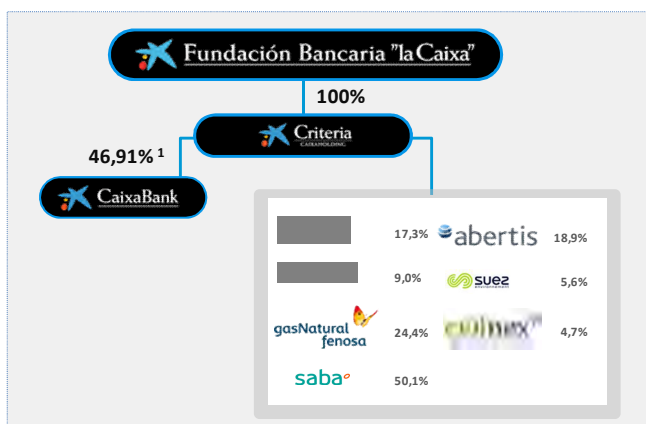 Fundación Bancaria "la Caixa"
100%
Criteria
CAIXAHOLDING
46,91% 1
CaixaBank
17,3%
abertis
18,9%
9,0%
suez
5,6%
gasNatural
fenosa
24,4%
4,7%
saba
50,1%